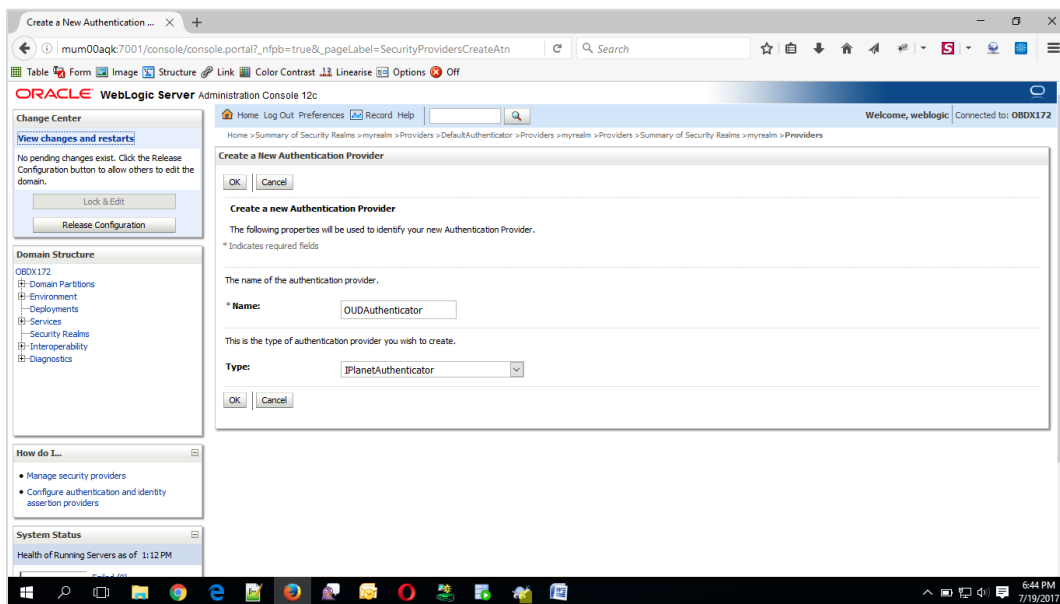 Create a New Authentication ...
mum00aqk:7001/console/console.portal?_nfpb=true&_pageLabel=SecurityProvidersCreateAtn
Search
Table Form Image Structure Link Color Contrast Linearise Options Off
ORACLE WebLogic Server Administration Console 12c
Change Center
View changes and restarts
No pending changes exist. Click the Release
Configuration button to allow others to edit the
domain.
Lock & Edit
Release Configuration
Domain Structure
OBDX172
Domain Partitions
Environment
Deployments
Services
Security Realms
Interoperability
Diagnostics
How do I...
Manage security providers
Configure authentication and identity
assertion providers
System Status
Health of Running Servers as of 1:12 PM
Home Log Out Preferences Record Help
Welcome, weblogic Connected to: OBDX172
Home >Summary of Security Realms >myrealm >Providers >DefaultAuthenticator >Providers >myrealm >Providers >Summary of Security Realms >myrealm >Providers
Create a New Authentication Provider
OK Cancel
Create a new Authentication Provider
The following properties will be used to identify your new Authentication Provider.
* Indicates required fields
The name of the authentication provider.
* Name: OUDAuthenticator
This is the type of authentication provider you wish to create.
Type: IPlanetAuthenticator
OK Cancel
6:44 PM
7/19/2017